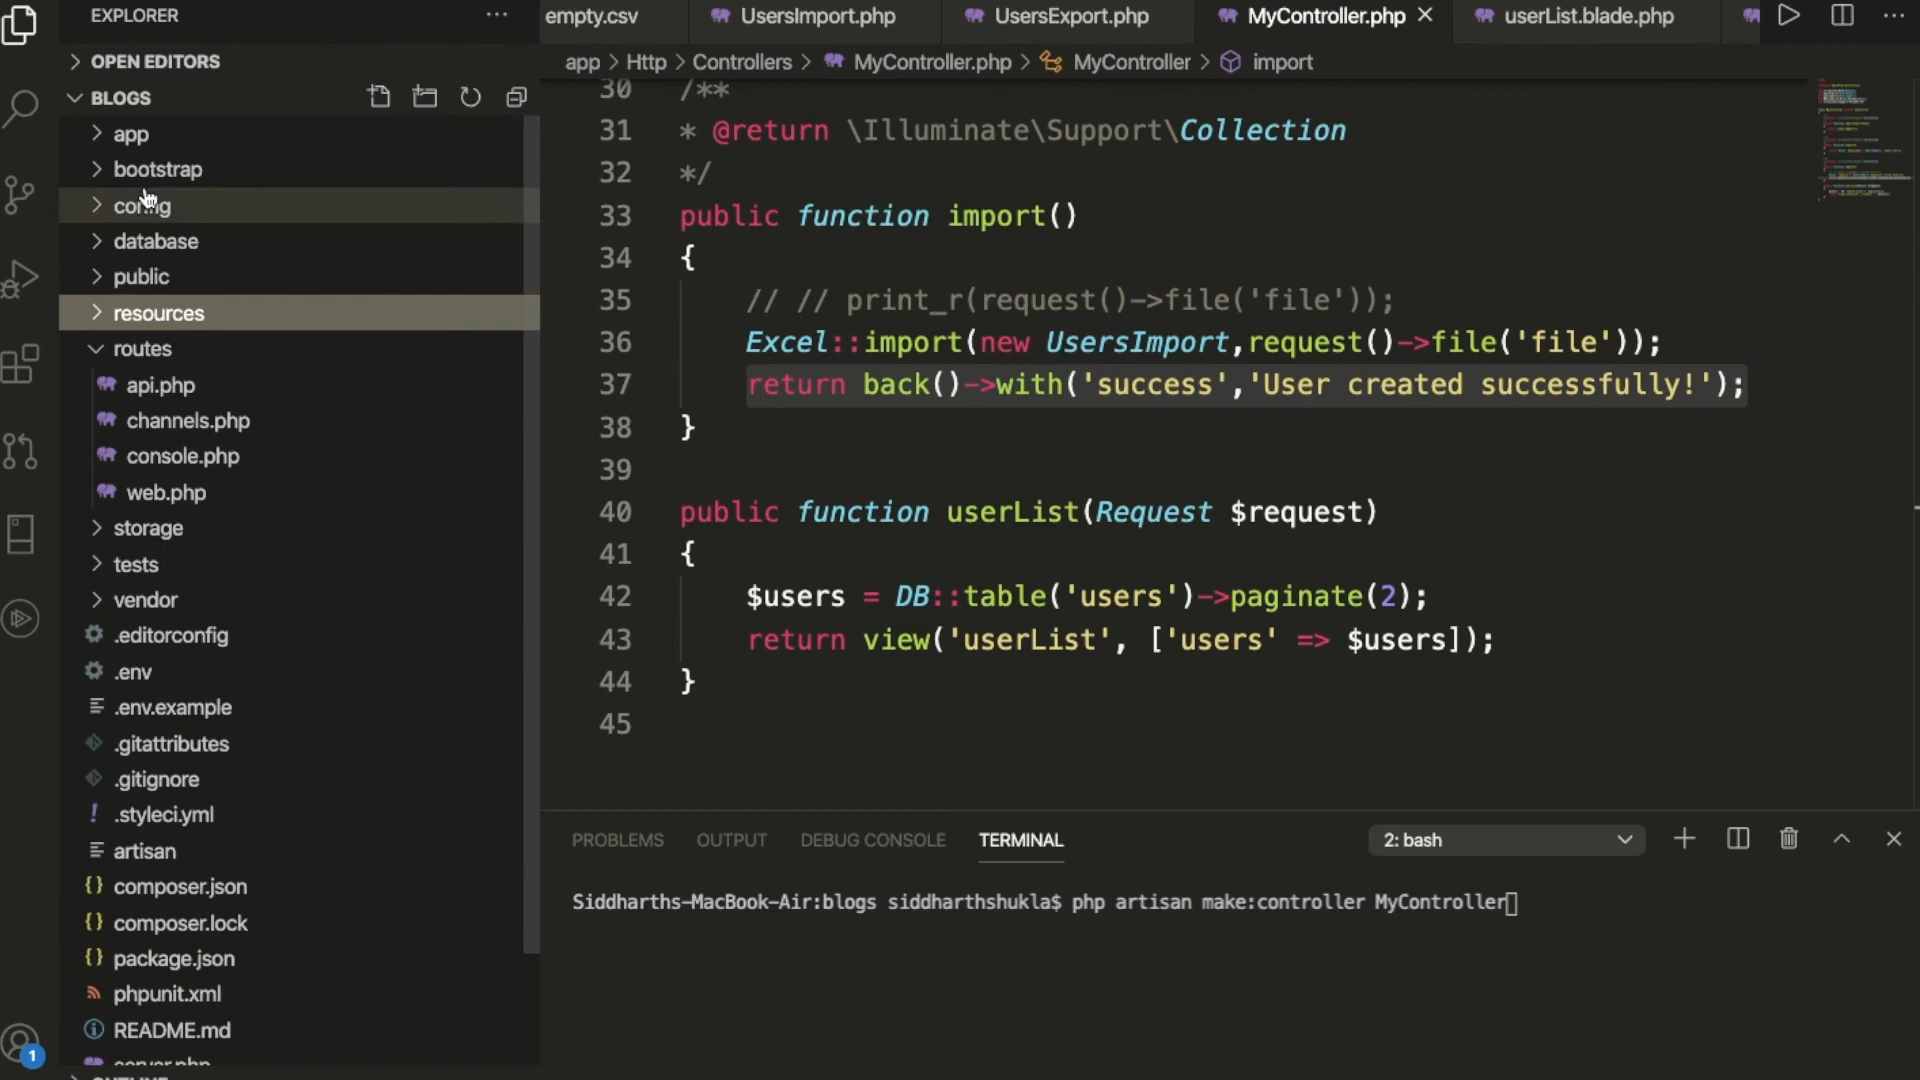 EXPLORER
empty.csv
UsersImport.php
UsersExport.php
MyController.php
userList.blade.php
OPEN EDITORS
app > Http > Controllers > MyController.php > MyController > import
BLOGS
app
bootstrap
config
database
public
resources
routes
api.php
channels.php
console.php
web.php
storage
tests
vendor
.editorconfig
.env
.env.example
.gitattributes
.gitignore
.styleci.yml
artisan
composer.json
composer.lock
package.json
phpunit.xml
README.md
server.php
OUTLINE
1
30 /**
31 * @return \Illuminate\Support\Collection
32 */
33 public function import()
34 {
35 // // print_r(request()->file('file'));
36 Excel::import(new UsersImport,request()->file('file'));
37 return back()->with('success','User created successfully!');
38 }
39
40 public function userList(Request $request)
41 {
42 $users = DB::table('users')->paginate(2);
43 return view('userList', ['users' => $users]);
44 }
45
PROBLEMS OUTPUT DEBUG CONSOLE TERMINAL 2: bash
Siddharths-MacBook-Air:blogs siddharthshukla$ php artisan make:controller MyController